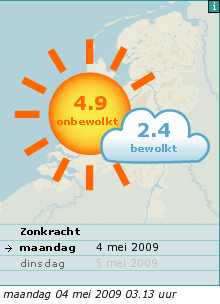 i
4.9
onbewolkt
2.4
bewolkt
Zonkracht
→ maandag 4 mei 2009
dinsdag 5 mei 2009
maandag 04 mei 2009 03.13 uur